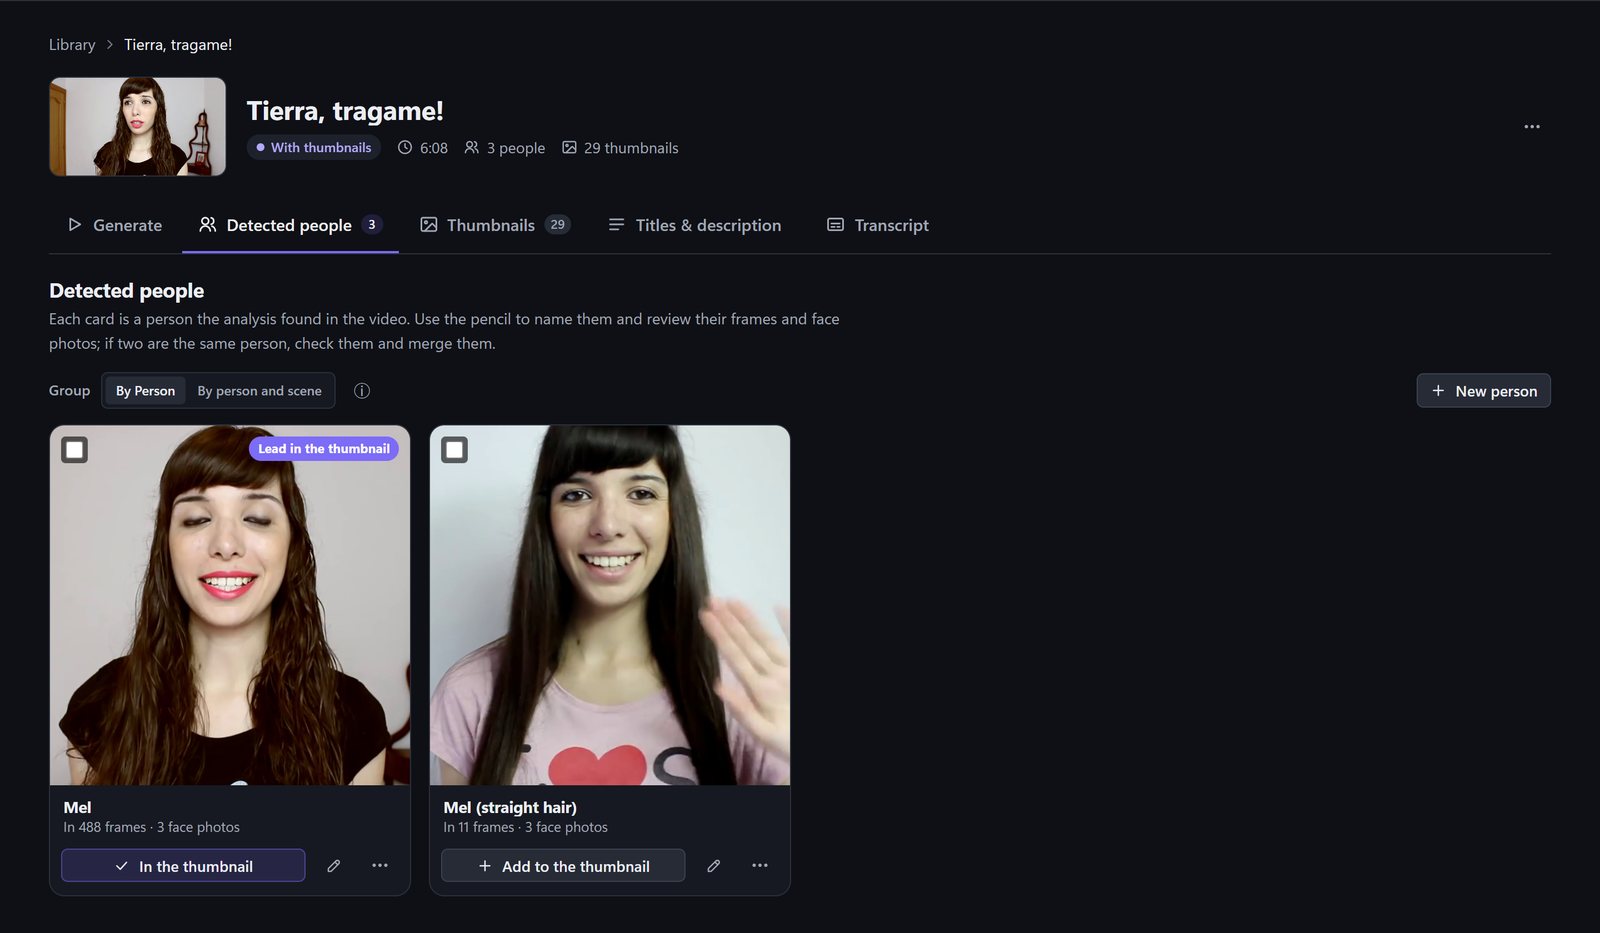 Library > Tierra, tragame!
Tierra, tragame!
With thumbnails 6:08 3 people 29 thumbnails
Generate Detected people 3 Thumbnails 29 Titles & description Transcript
Detected people
Each card is a person the analysis found in the video. Use the pencil to name them and review their frames and face
photos; if two are the same person, check them and merge them.
Group By Person By person and scene
+ New person
Lead in the thumbnail
S
Mel
In 488 frames · 3 face photos
In the thumbnail
Mel (straight hair)
In 11 frames · 3 face photos
+ Add to the thumbnail